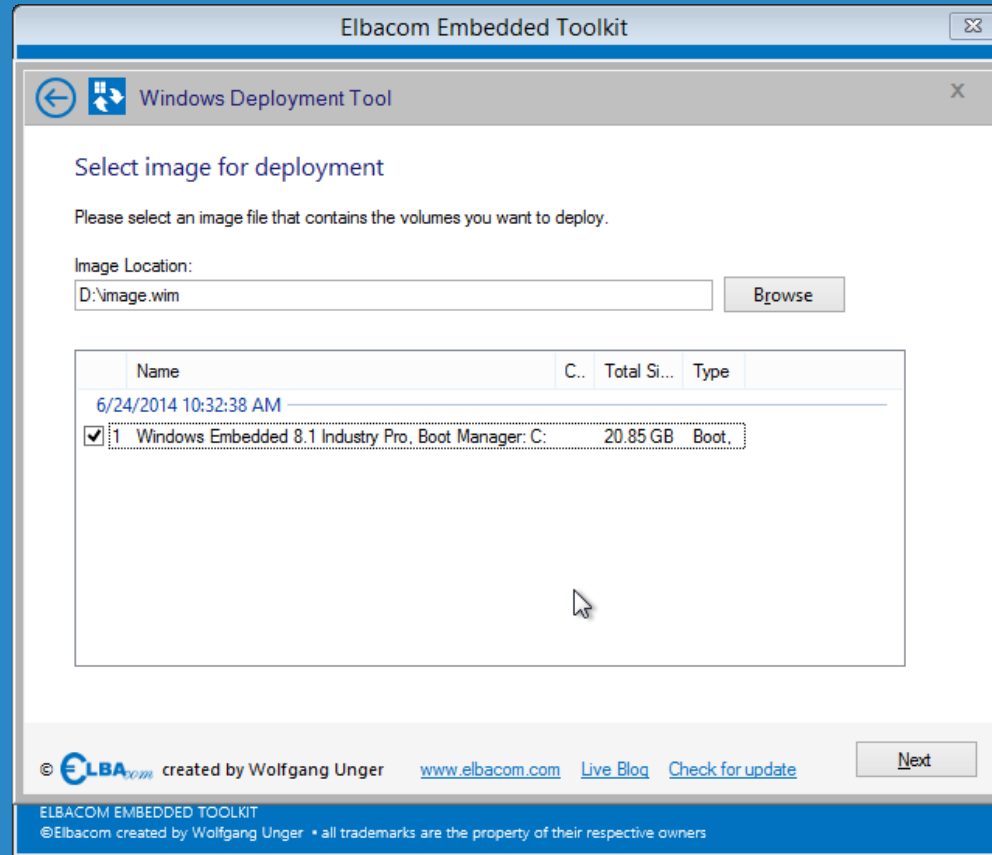 Elbacom Embedded Toolkit
Windows Deployment Tool
X
Select image for deployment
Please select an image file that contains the volumes you want to deploy.
Image Location:
D:\image.wim
Browse
Name C.. Total Si... Type
6/24/2014 10:32:38 AM
1 Windows Embedded 8.1 Industry Pro, Boot Manager: C: 20.85 GB Boot,
© ELBAcom created by Wolfgang Unger www.elbacom.com Live Blog Check for update Next
ELBACOM EMBEDDED TOOLKIT
©Elbacom created by Wolfgang Unger • all trademarks are the property of their respective owners